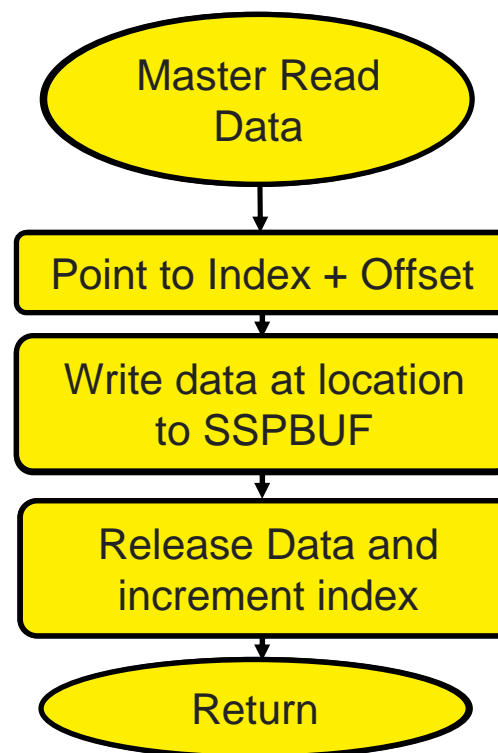 Master Read
Data
Point to Index + Offset
Write data at location
to SSPBUF
Release Data and
increment index
Return